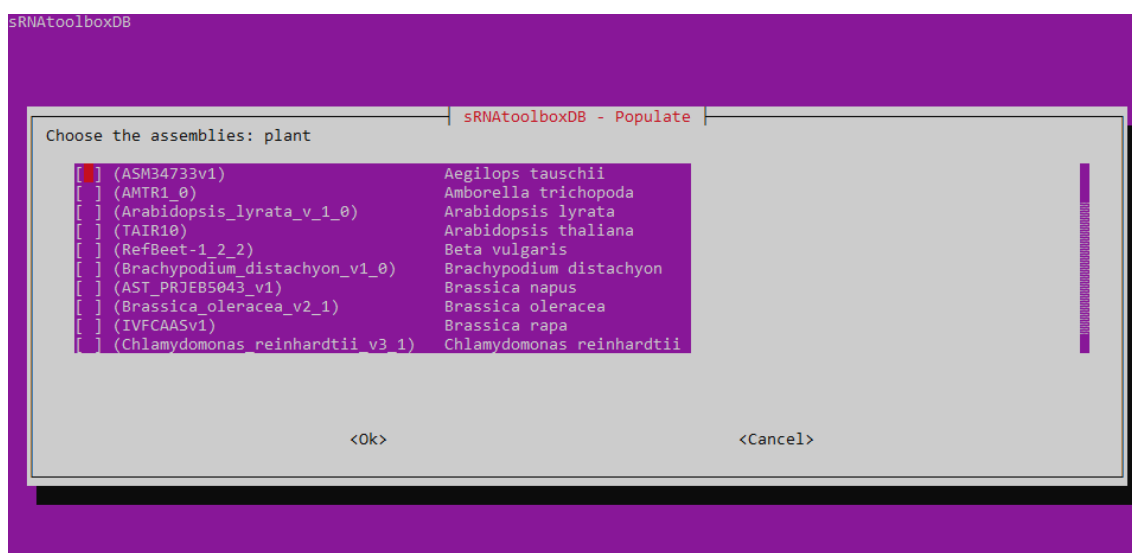 sRNAtoolboxDB
sRNAtoolboxDB - Populate
Choose the assemblies: plant
[ ] (ASM34733v1) Aegilops tauschii
[ ] (AMTR1_0) Amborella trichopoda
[ ] (Arabidopsis_lyrata_v_1_0) Arabidopsis lyrata
[ ] (TAIR10) Arabidopsis thaliana
[ ] (RefBeet-1_2_2) Beta vulgaris
[ ] (Brachypodium_distachyon_v1_0) Brachypodium distachyon
[ ] (AST_PRJEB5043_v1) Brassica napus
[ ] (Brassica_oleracea_v2_1) Brassica oleracea
[ ] (IVFCAASv1) Brassica rapa
[ ] (Chlamydomonas_reinhardtii_v3_1) Chlamydomonas reinhardtii
<Ok> <Cancel>